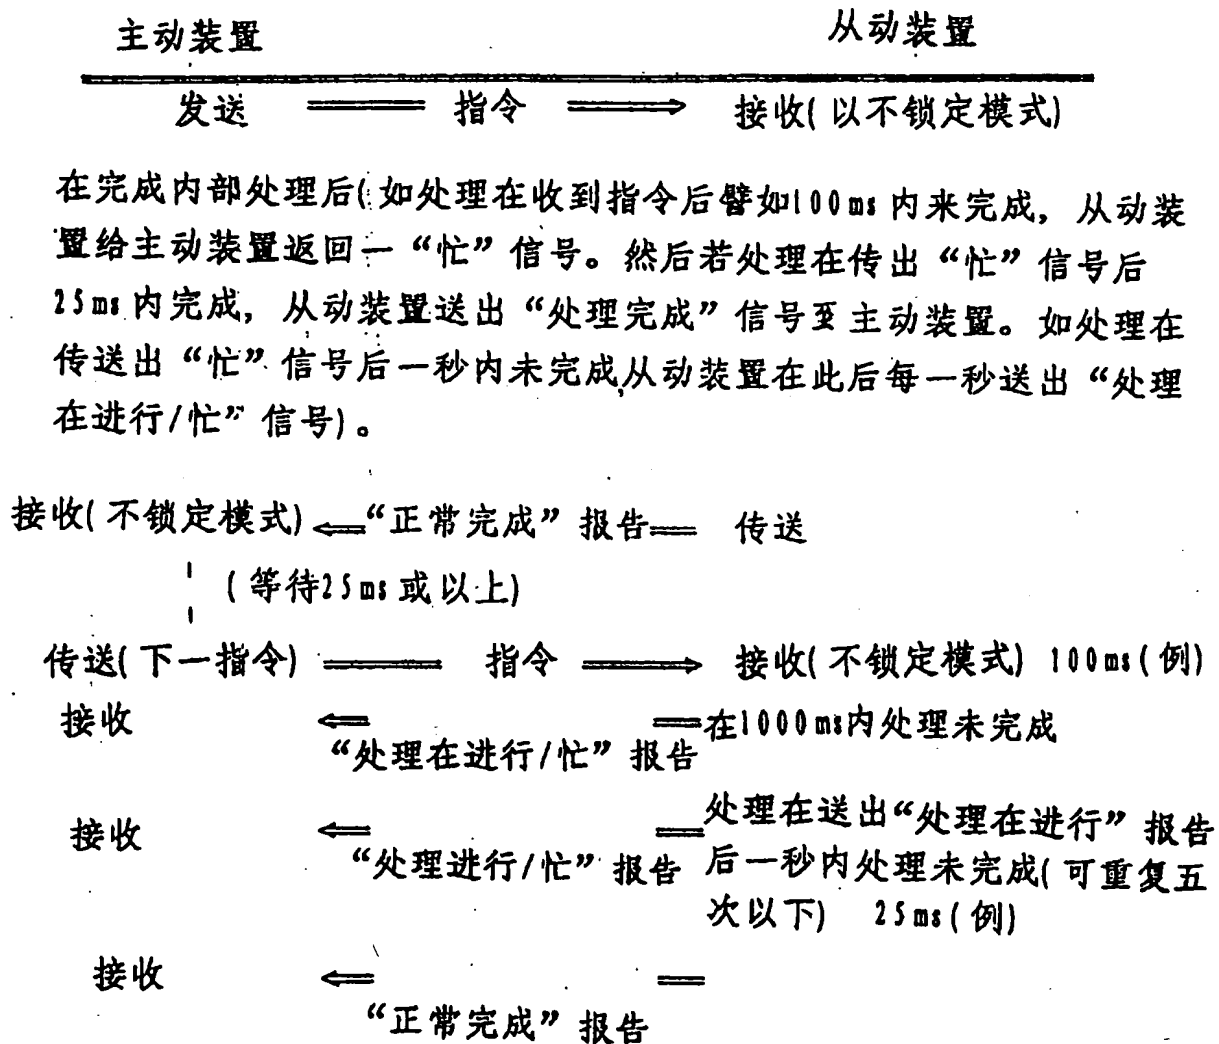 主动装置 从动装置
发送 指令 接收(以不锁定模式)
在完成内部处理后(如处理在收到指令后譬如100ms内来完成，从动装
置给主动装置返回一“忙”信号。然后若处理在传出“忙”信号后
25ms内完成，从动装置送出“处理完成”信号至主动装置。如处理在
传送出“忙”信号后一秒内未完成,从动装置在此后每一秒送出“处理
在进行/忙”信号)。
接收(不锁定模式) “正常完成”报告 传送
(等待25ms或以上)
传送(下一指令) 指令 接收(不锁定模式) 100ms(例)
接收 在1000ms内处理未完成
“处理在进行/忙”报告
处理在送出“处理在进行”报告
接收
“处理进行/忙”报告 后一秒内处理未完成(可重复五
次以下) 25ms(例)
接收
“正常完成”报告